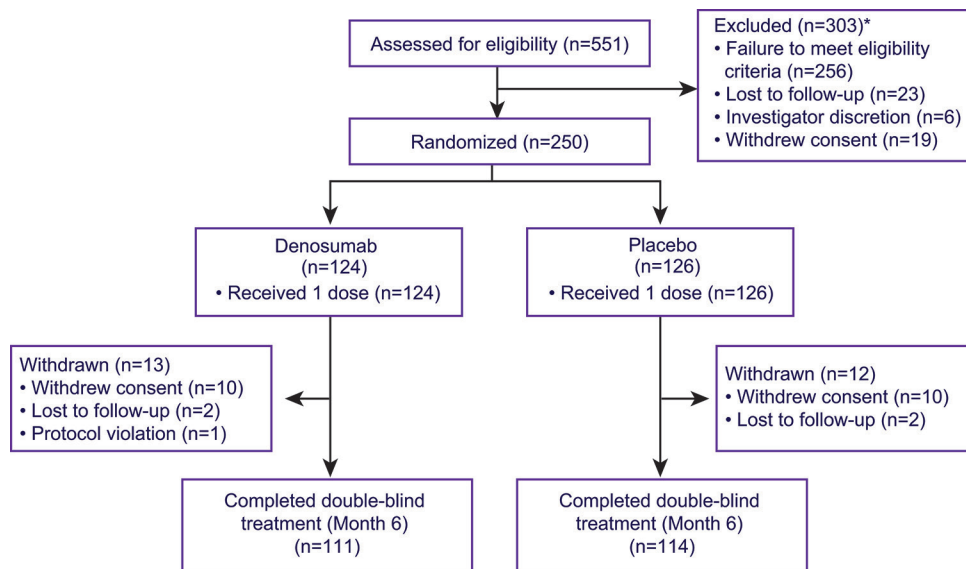 Assessed for eligibility (n=551)
Excluded (n=303)*
• Failure to meet eligibility
criteria (n=256)
• Lost to follow-up (n=23)
• Investigator discretion (n=6)
• Withdrew consent (n=19)
Randomized (n=250)
Denosumab
(n=124)
• Received 1 dose (n=124)
Placebo
(n=126)
• Received 1 dose (n=126)
Withdrawn (n=13)
• Withdrew consent (n=10)
• Lost to follow-up (n=2)
• Protocol violation (n=1)
Withdrawn (n=12)
• Withdrew consent (n=10)
• Lost to follow-up (n=2)
Completed double-blind
treatment (Month 6)
(n=111)
Completed double-blind
treatment (Month 6)
(n=114)